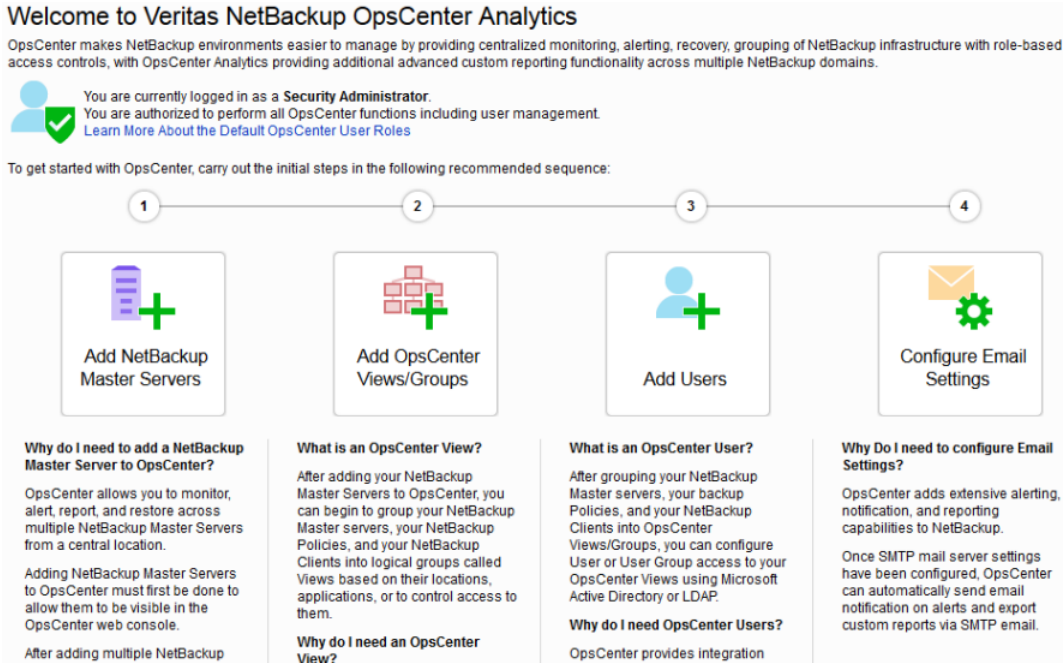 Welcome to Veritas NetBackup OpsCenter Analytics
OpsCenter makes NetBackup environments easier to manage by providing centralized monitoring, alerting, recovery, grouping of NetBackup infrastructure with role-based
access controls, with OpsCenter Analytics providing additional advanced custom reporting functionality across multiple NetBackup domains.
You are currently logged in as a Security Administrator.
You are authorized to perform all OpsCenter functions including user management.
Learn More About the Default OpsCenter User Roles
To get started with OpsCenter, carry out the initial steps in the following recommended sequence:
1
2
3
4
Add NetBackup
Master Servers
Add OpsCenter
Views/Groups
Add Users
Configure Email
Settings
Why do I need to add a NetBackup
Master Server to OpsCenter?
OpsCenter allows you to monitor,
alert, report, and restore across
multiple NetBackup Master Servers
from a central location.
Adding NetBackup Master Servers
to OpsCenter must first be done to
allow them to be visible in the
OpsCenter web console.
After adding multiple NetBackup
What is an OpsCenter View?
After adding your NetBackup
Master Servers to OpsCenter, you
can begin to group your NetBackup
Master servers, your NetBackup
Policies, and your NetBackup
Clients into logical groups called
Views based on their locations,
applications, or to control access to
them.
Why do I need an OpsCenter
View?
What is an OpsCenter User?
After grouping your NetBackup
Master servers, your backup
Policies, and your NetBackup
Clients into OpsCenter
Views/Groups, you can configure
User or User Group access to your
OpsCenter Views using Microsoft
Active Directory or LDAP.
Why do I need OpsCenter Users?
OpsCenter provides integration
Why Do I need to configure Email
Settings?
OpsCenter adds extensive alerting,
notification, and reporting
capabilities to NetBackup.
Once SMTP mail server settings
have been configured, OpsCenter
can automatically send email
notification on alerts and export
custom reports via SMTP email.